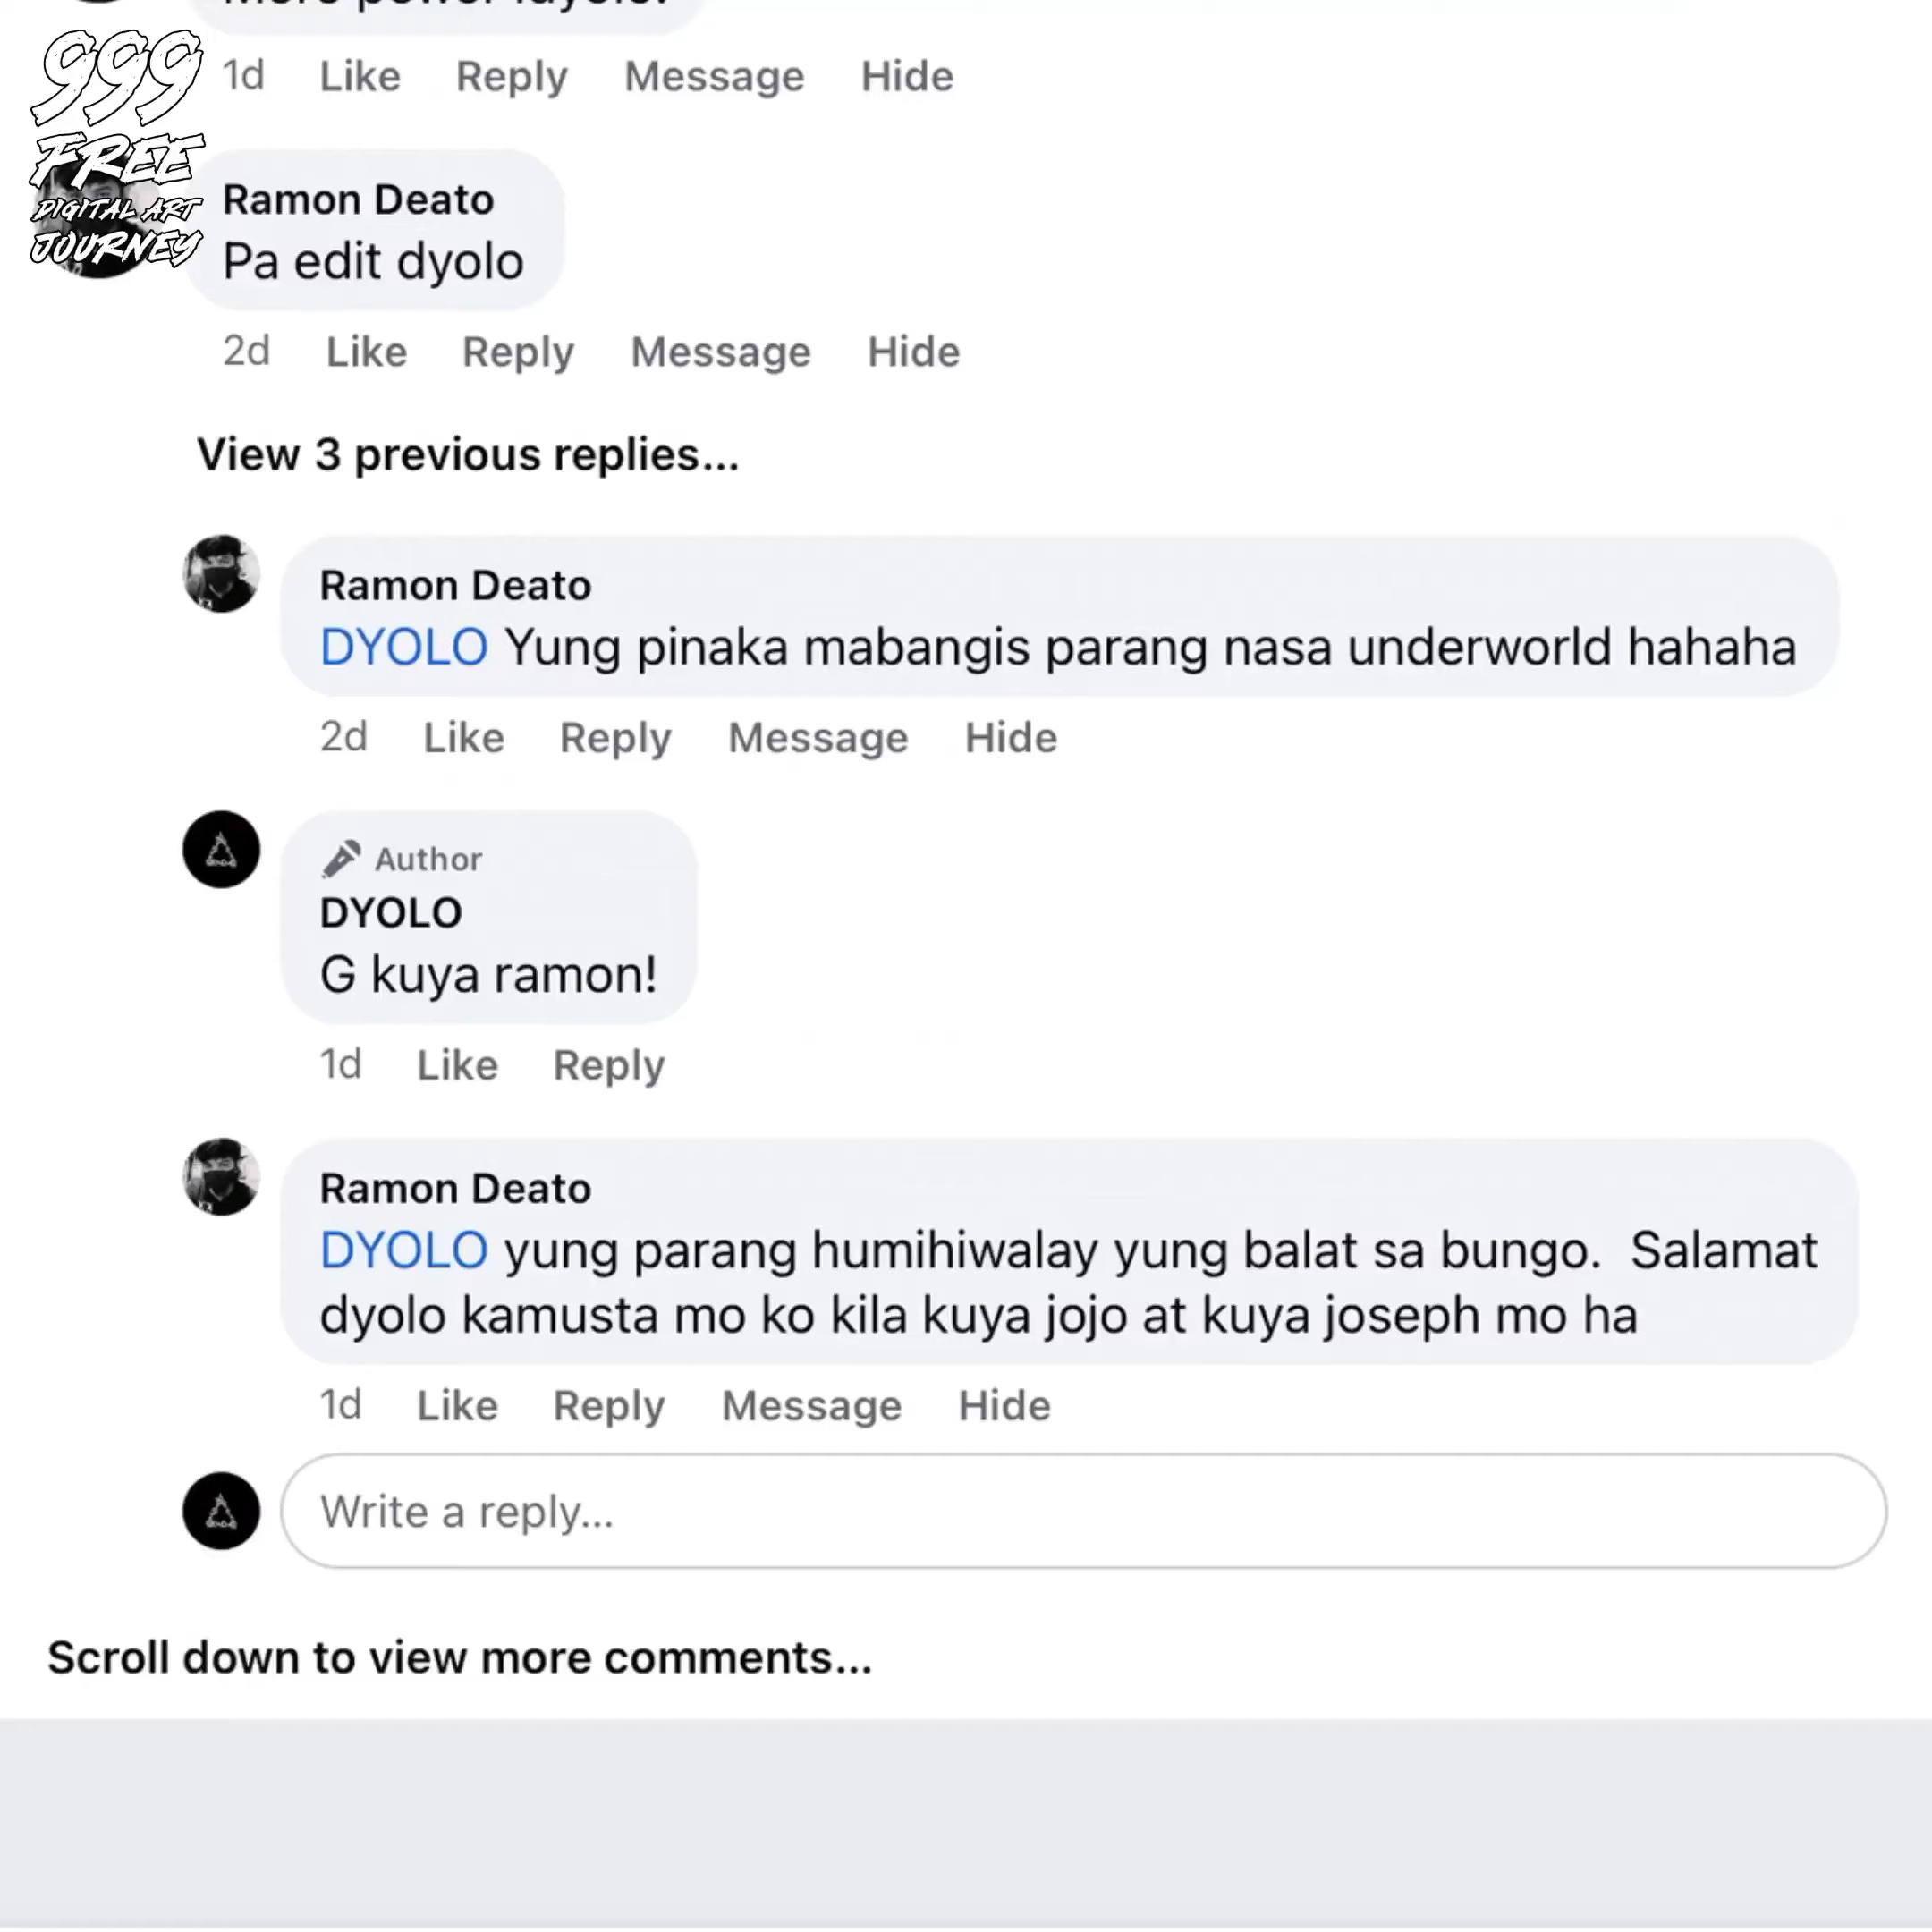 999
FREE
DIGITAL ART
JOURNEY
1d Like Reply Message Hide
Ramon Deato
Pa edit dyolo
2d Like Reply Message Hide
View 3 previous replies...
Ramon Deato
DYOLO Yung pinaka mabangis parang nasa underworld hahaha
2d Like Reply Message Hide
Author
DYOLO
G kuya ramon!
1d Like Reply
Ramon Deato
DYOLO yung parang humihiwalay yung balat sa bungo.  Salamat
dyolo kamusta mo ko kila kuya jojo at kuya joseph mo ha
1d Like Reply Message Hide
Write a reply...
Scroll down to view more comments...